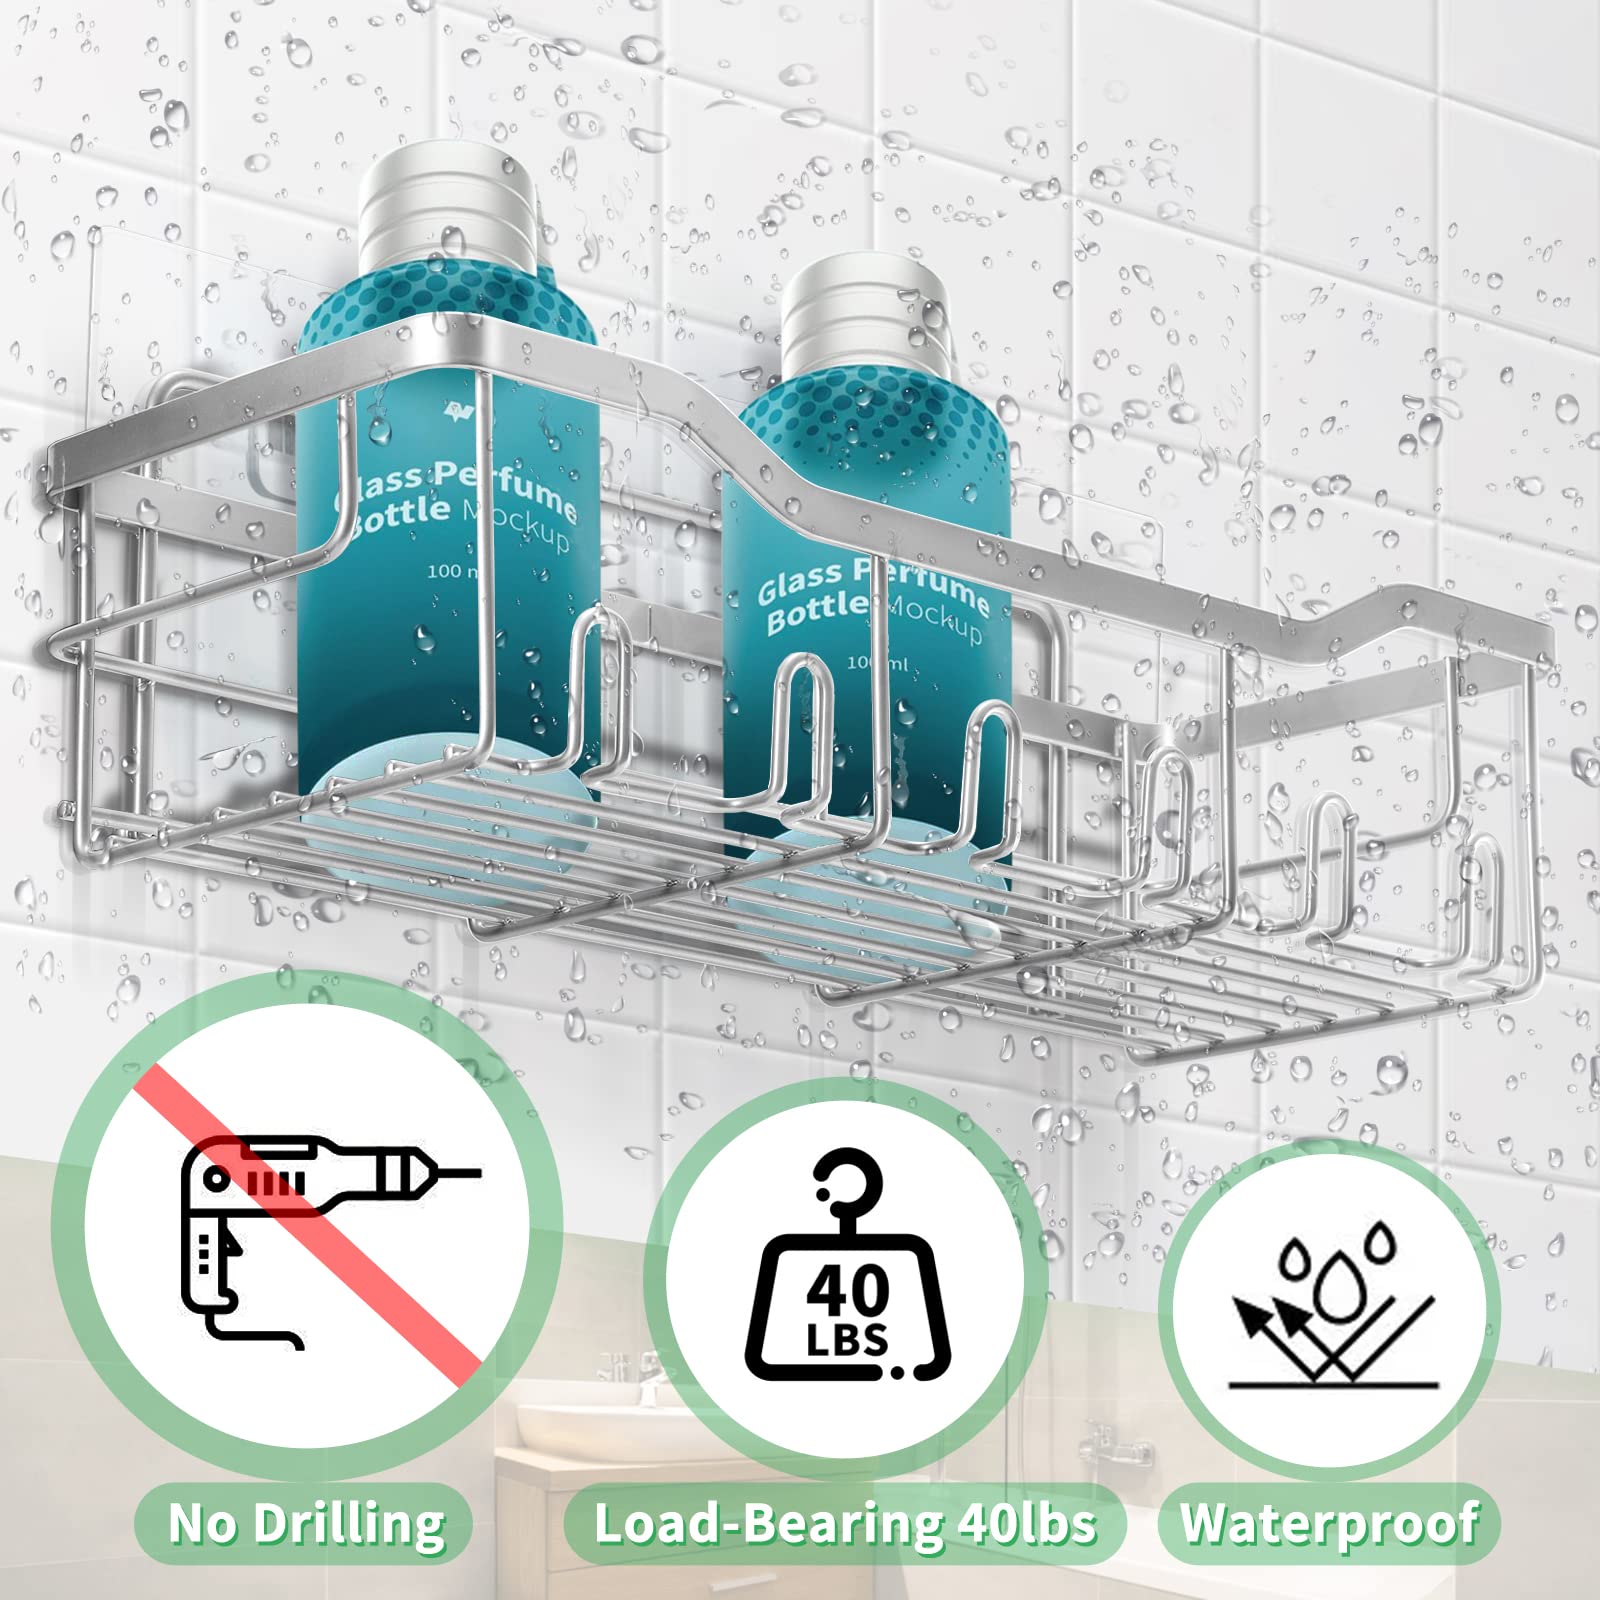 Glass Perfume
Bottle Mockup
100 ml
Glass Perfume
Bottle Mockup
100 ml
40
LBS
No Drilling
Load-Bearing 40lbs
Waterproof